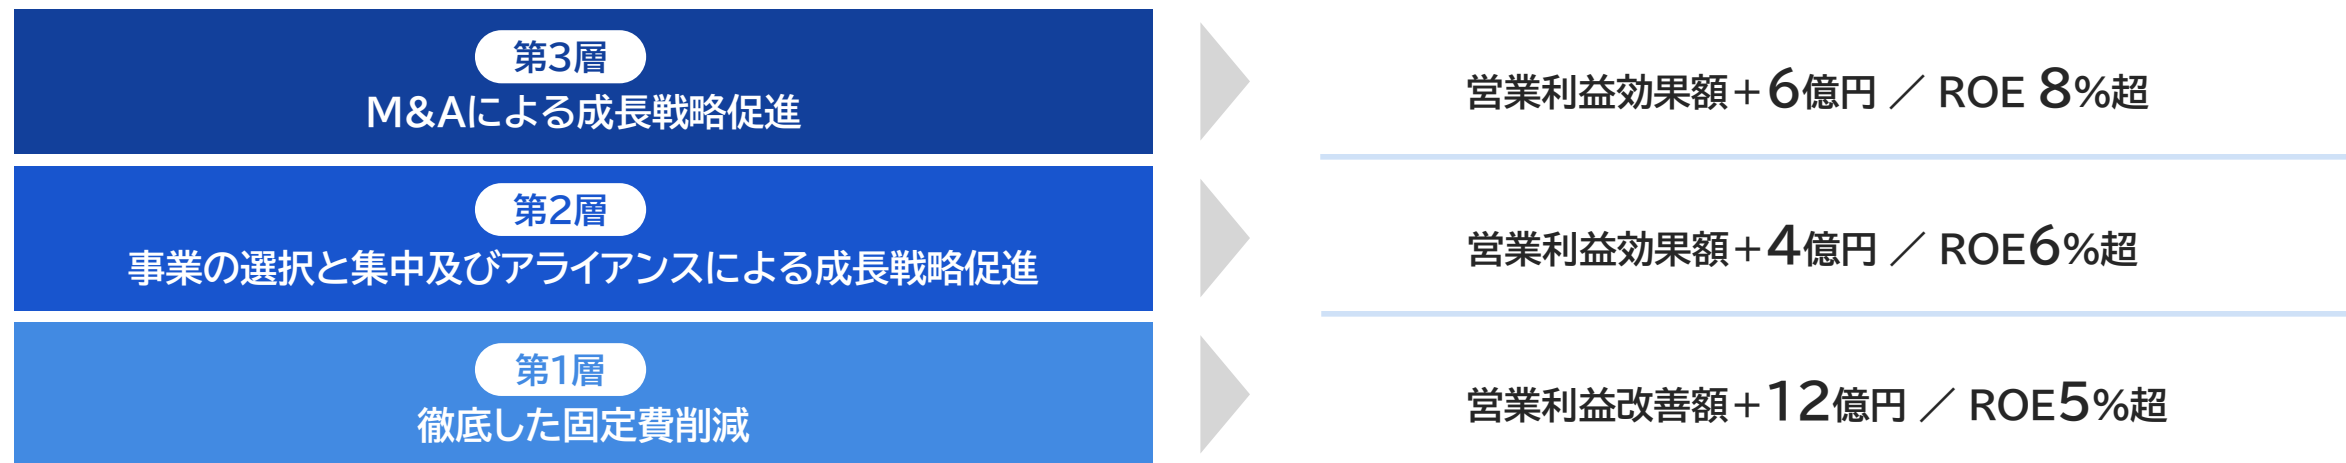 第3層
M&Aによる成長戦略促進
営業利益効果額＋6億円 ／ ROE 8%超
第2層
事業の選択と集中及びアライアンスによる成長戦略促進
営業利益効果額＋4億円 ／ ROE6%超
第1層
徹底した固定費削減
営業利益改善額＋12億円 ／ ROE5%超